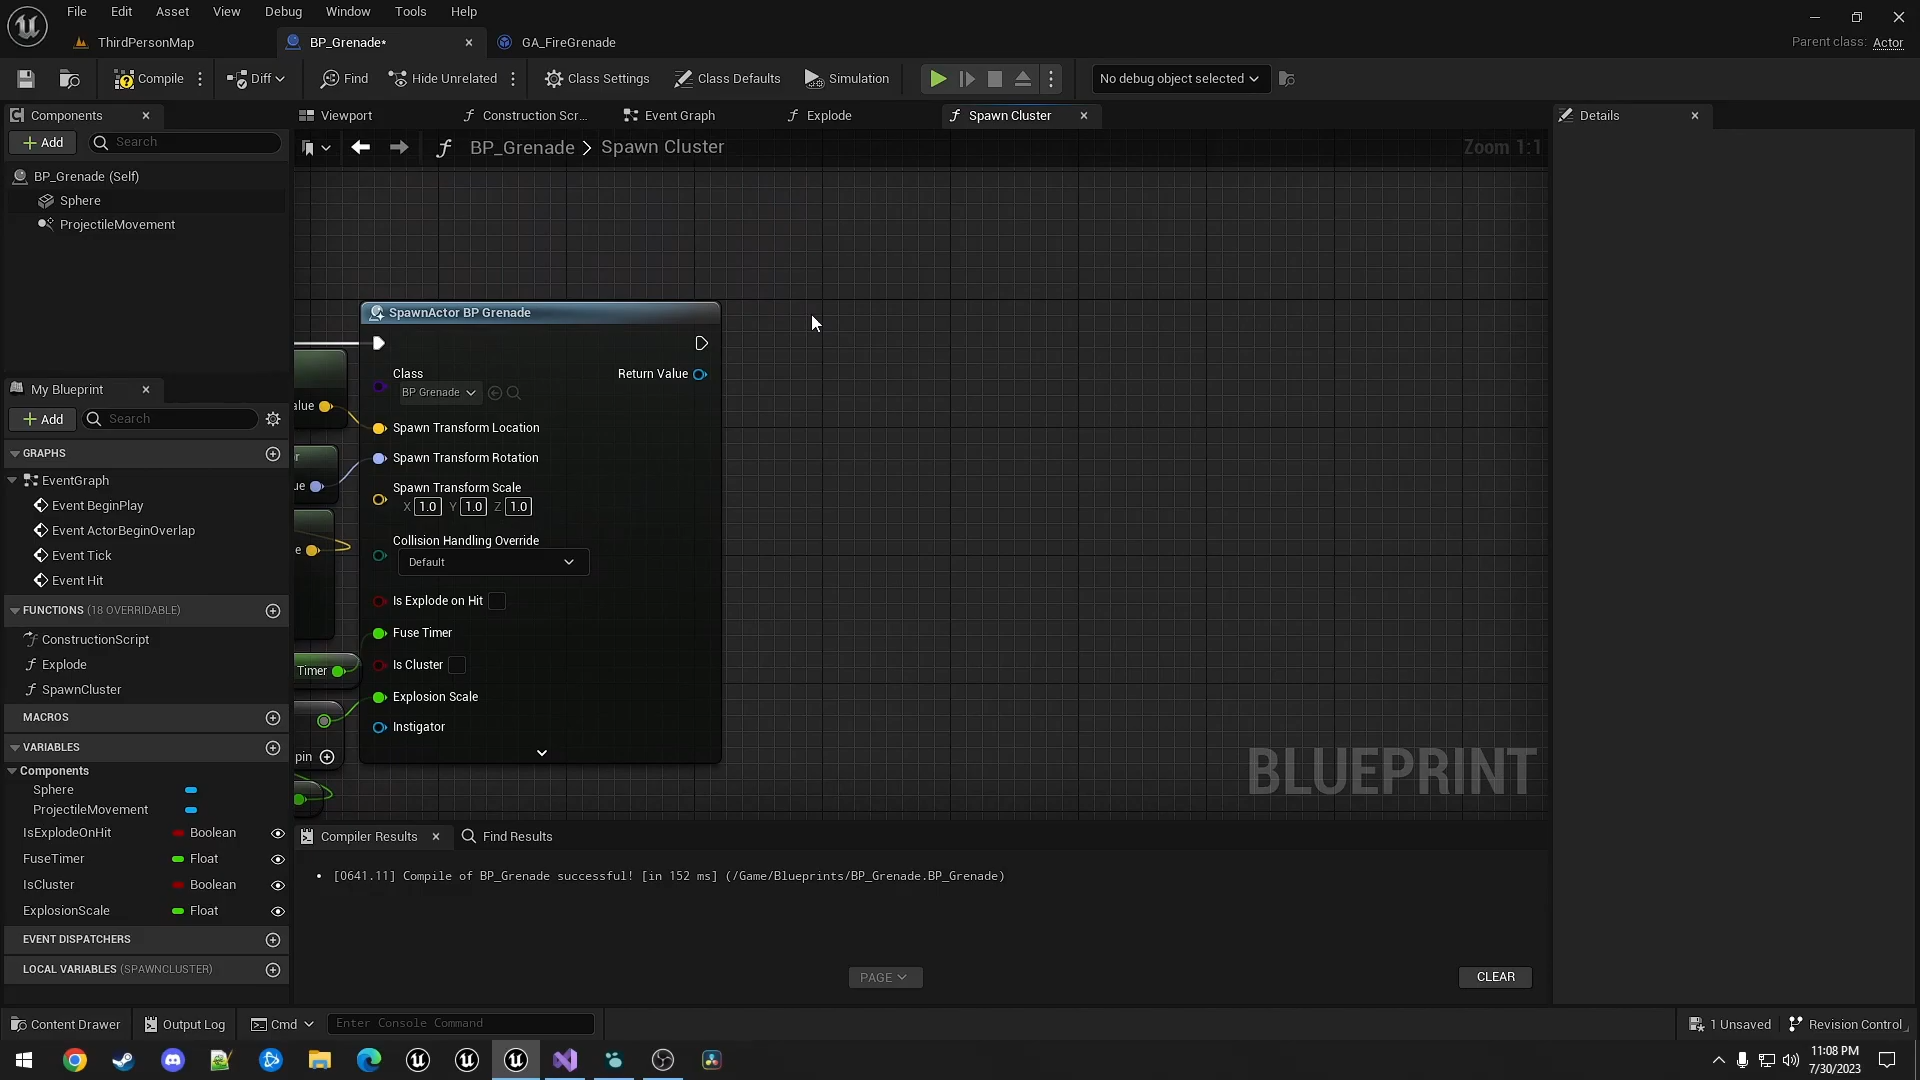 File Edit Asset View Debug Window Tools Help
ThirdPersonMap BP_Grenade* GA_FireGrenade
Parent class: Actor
Compile Diff Find Hide Unrelated Class Settings Class Defaults Simulation No debug object selected
Components
Viewport Construction Scr... Event Graph Explode Spawn Cluster
Details
Add Search
BP_Grenade > Spawn Cluster
Zoom 1:1
BP_Grenade (Self)
Sphere
ProjectileMovement
SpawnActor BP Grenade
Class
Return Value
BP Grenade
alue
Spawn Transform Location
Spawn Transform Rotation
r
ue
Spawn Transform Scale
X 1.0 Y 1.0 Z 1.0
e
Collision Handling Override
Default
Is Explode on Hit
Fuse Timer
Timer
Is Cluster
Explosion Scale
Instigator
pin
BLUEPRINT
My Blueprint
Add Search
GRAPHS
EventGraph
Event BeginPlay
Event ActorBeginOverlap
Event Tick
Event Hit
FUNCTIONS (18 OVERRIDABLE)
ConstructionScript
Explode
SpawnCluster
MACROS
VARIABLES
Components
Sphere
ProjectileMovement
IsExplodeOnHit Boolean
FuseTimer Float
IsCluster Boolean
ExplosionScale Float
EVENT DISPATCHERS
LOCAL VARIABLES (SPAWNCLUSTER)
Compiler Results Find Results
[0641.11] Compile of BP_Grenade successful! [in 152 ms] (/Game/Blueprints/BP_Grenade.BP_Grenade)
PAGE
CLEAR
Content Drawer Output Log Cmd Enter Console Command
1 Unsaved Revision Control
11:08 PM
7/30/2023